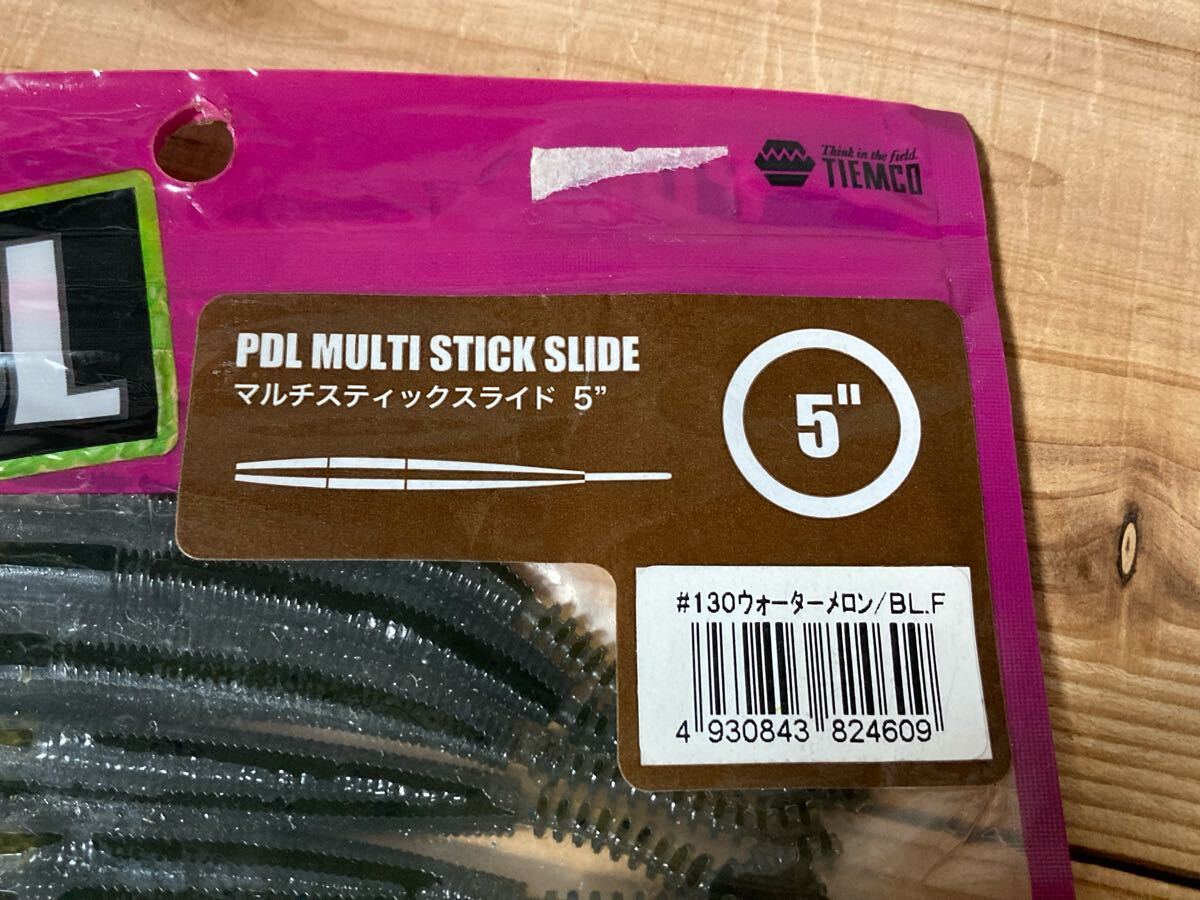 Think in the field.
TIEMCO
L
PDL MULTI STICK SLIDE
マルチスティックスライド 5”
5"
#130ウォーターメロン/BL.F
4 930843 824609